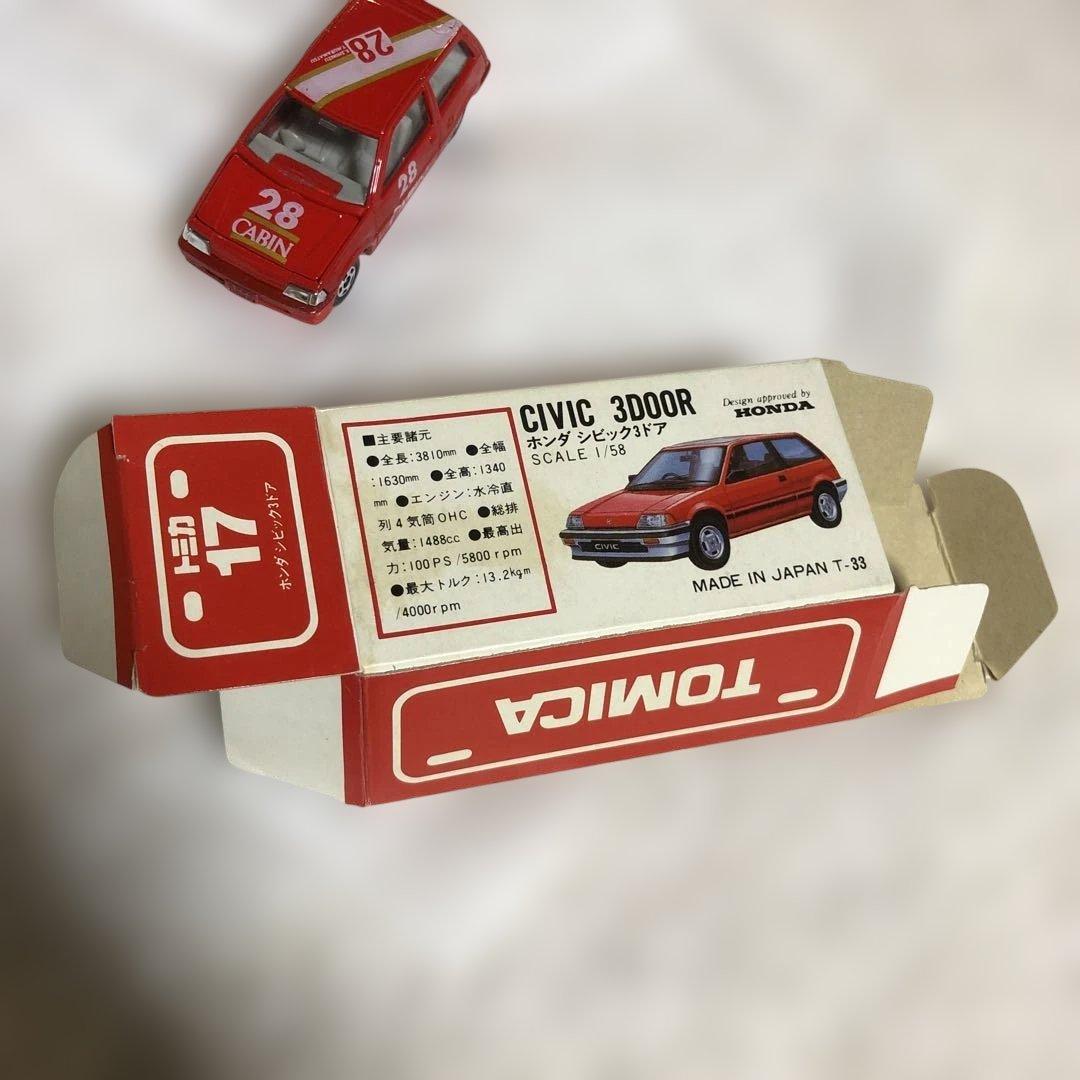 28
F.SHIMIZU
28
CABIN
28
CIVIC 3DOOR
ホンダ シビック3ドア
SCALE 1/58
Design approved by
HONDA
■主要諸元
●全長:3810mm ●全幅
:1630mm ●全高:1340
mm ●エンジン:水冷直
列4気筒OHC ●総排
気量:1488cc ●最高出
力:100PS/5800rpm
●最大トルク:13.2kgm
/4000rpm
CIVIC
MADE IN JAPAN T-33
トミカ
17
ホンダ シビック3ドア
TOMICA